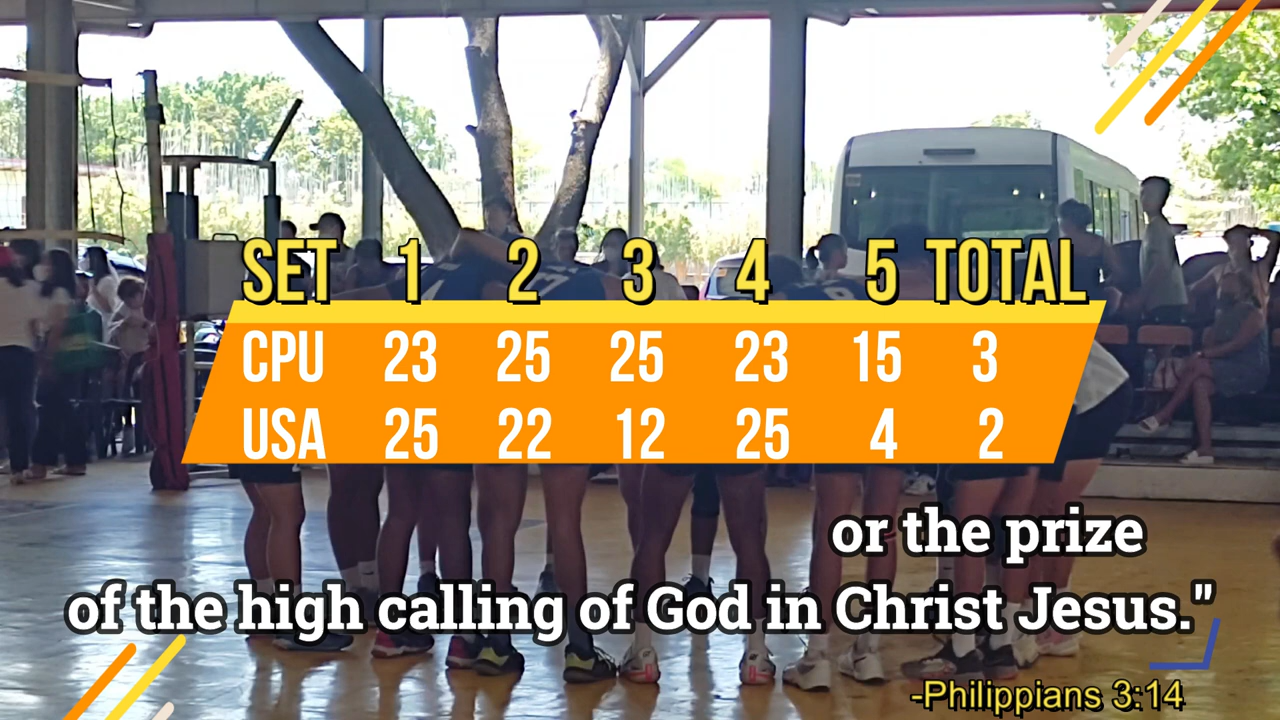 SET 1 2 3 4 5 TOTAL
CPU 23 25 25 23 15 3
USA 25 22 12 25 4 2
or the prize
of the high calling of God in Christ Jesus."
-Philippians 3:14